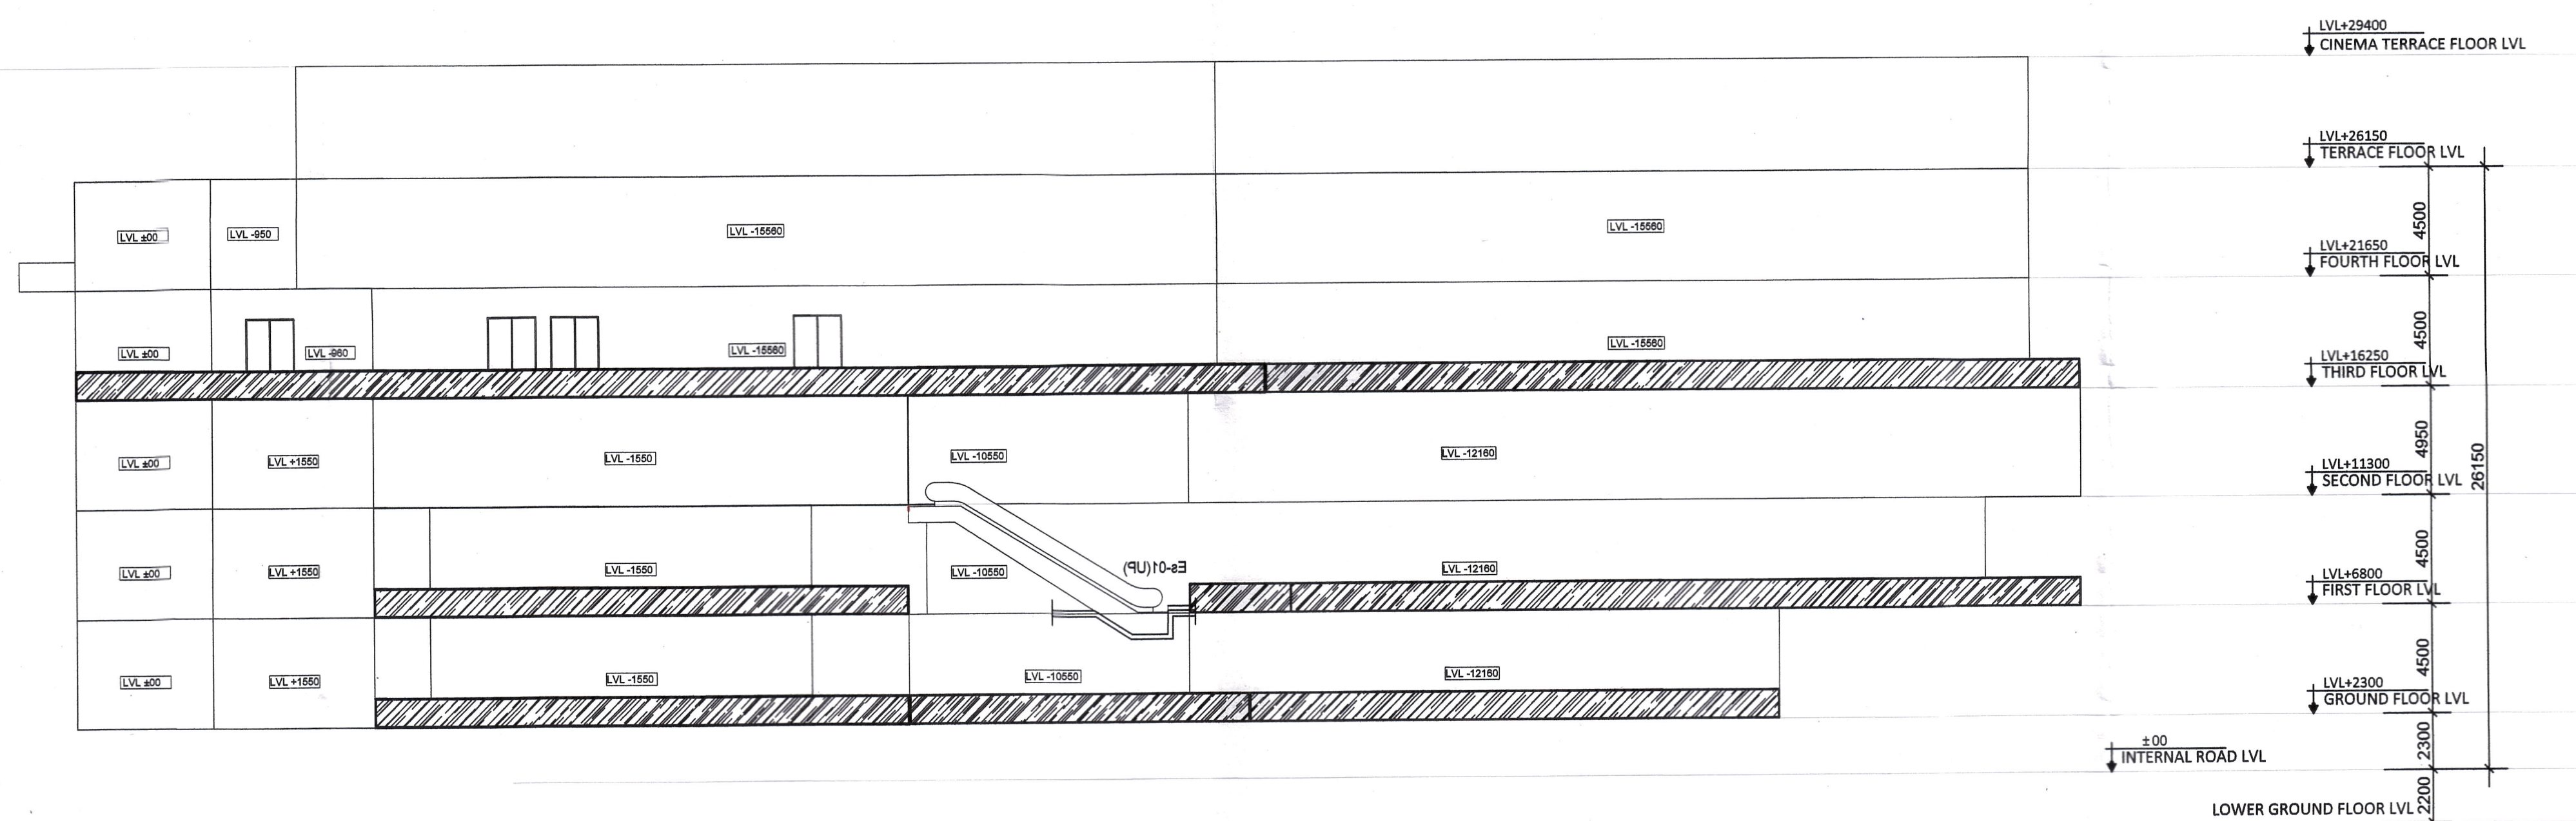 LVL+29400
CINEMA TERRACE FLOOR LVL
LVL+26150
TERRACE FLOOR LVL
4500
LVL ±00
LVL -950
LVL -15560
LVL -15560
LVL+21650
FOURTH FLOOR LVL
4500
LVL ±00
LVL -960
LVL -15560
LVL -15560
LVL+16250
THIRD FLOOR LVL
4950
26150
LVL ±00
LVL +1550
LVL -1550
LVL -10550
LVL -12160
LVL+11300
SECOND FLOOR LVL
4500
LVL ±00
LVL +1550
LVL -1550
LVL -10550
Es-01(UP)
LVL -12160
LVL+6800
FIRST FLOOR LVL
4500
LVL ±00
LVL +1550
LVL -1550
LVL -10550
LVL -12160
LVL+2300
GROUND FLOOR LVL
2300
±00
INTERNAL ROAD LVL
2200
LOWER GROUND FLOOR LVL